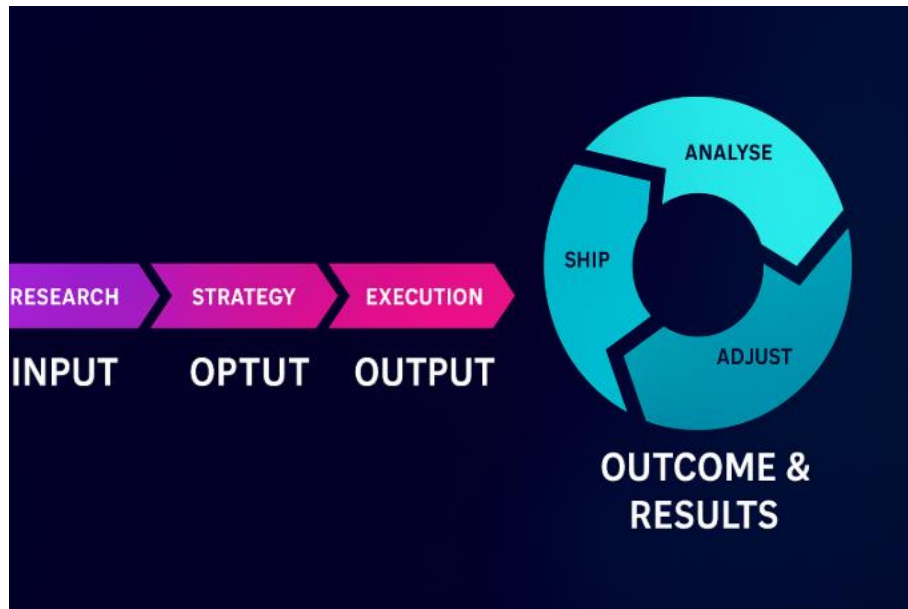 RESEARCH
STRATEGY
EXECUTION
INPUT
OPTUT
OUTPUT
ANALYSE
SHIP
ADJUST
OUTCOME &
RESULTS